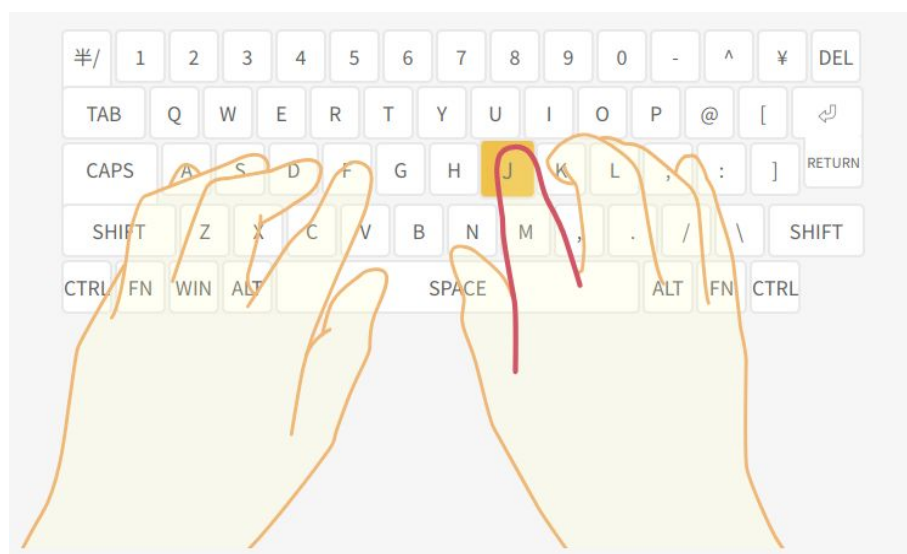 半/ 1 2 3 4 5 6 7 8 9 0 - ^ ¥ DEL
TAB Q W E R T Y U I O P @ [ ⏎
CAPS A S D F G H J K L ; : ] RETURN
SHIFT Z X C V B N M , . / \ SHIFT
CTRL FN WIN ALT SPACE ALT FN CTRL